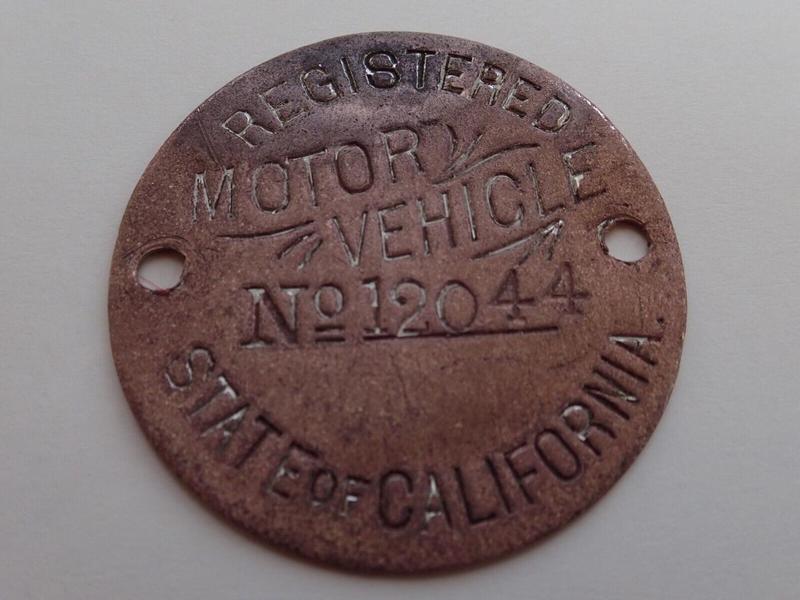 REGISTERED
MOTOR
VEHICLE
No 12044
STATE OF CALIFORNIA.